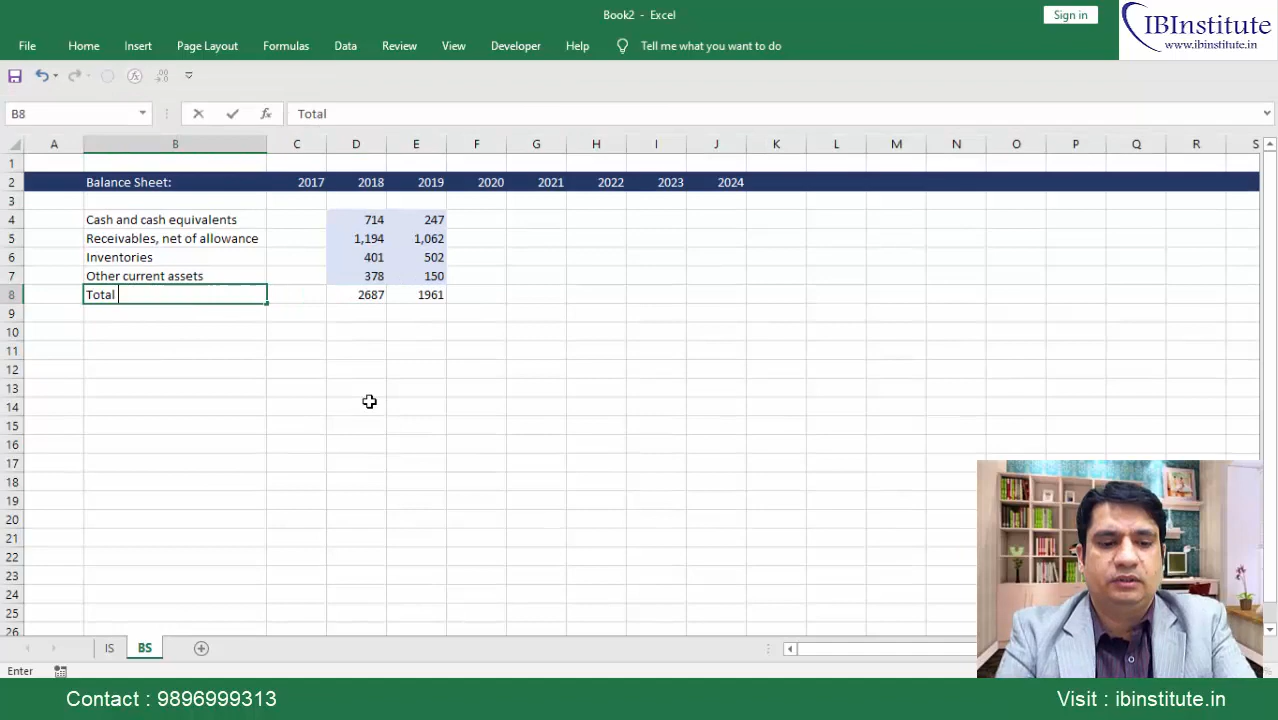 Book2 - Excel
Sign in
IBInstitute
www.ibinstitute.in
File Home Insert Page Layout Formulas Data Review View Developer Help Tell me what you want to do
B8 fx Total
A B C D E F G H I J K L M N O P Q R S
1
2 Balance Sheet: 2017 2018 2019 2020 2021 2022 2023 2024
3
4 Cash and cash equivalents 714 247
5 Receivables, net of allowance 1,194 1,062
6 Inventories 401 502
7 Other current assets 378 150
8 Total 2687 1961
9
10
11
12
13
14
15
16
17
18
19
20
21
22
23
24
25
26
IS BS
Enter
Contact : 9896999313
Visit : ibinstitute.in